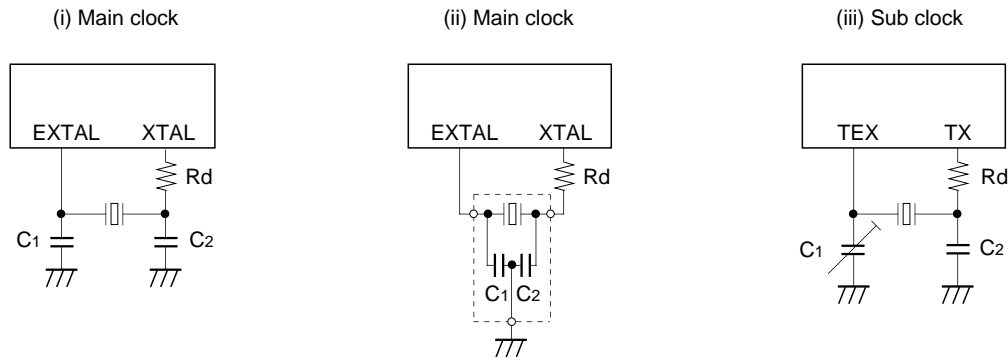 (i) Main clock
EXTAL XTAL
Rd
C1 C2
(ii) Main clock
EXTAL XTAL
Rd
C1 C2
(iii) Sub clock
TEX TX
Rd
C1 C2